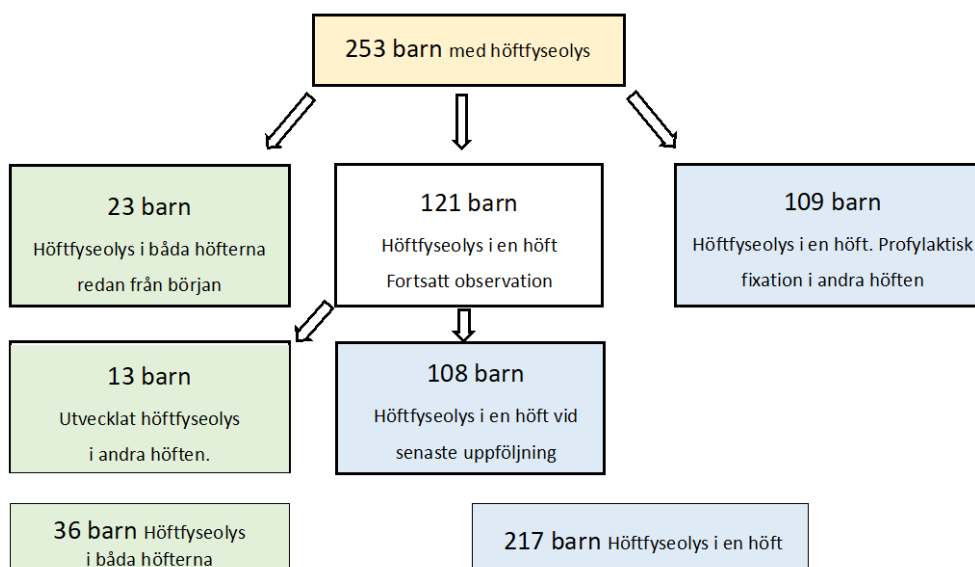 253 barn med höftfyseolys
23 barn
Höftfyseolys i båda höfterna
redan från början
121 barn
Höftfyseolys i en höft
Fortsatt observation
109 barn
Höftfyseolys i en höft. Profylaktisk
fixation i andra höften
13 barn
Utvecklat höftfyseolys
i andra höften.
108 barn
Höftfyseolys i en höft vid
senaste uppföljning
36 barn Höftfyseolys
i båda höfterna
217 barn Höftfyseolys i en höft